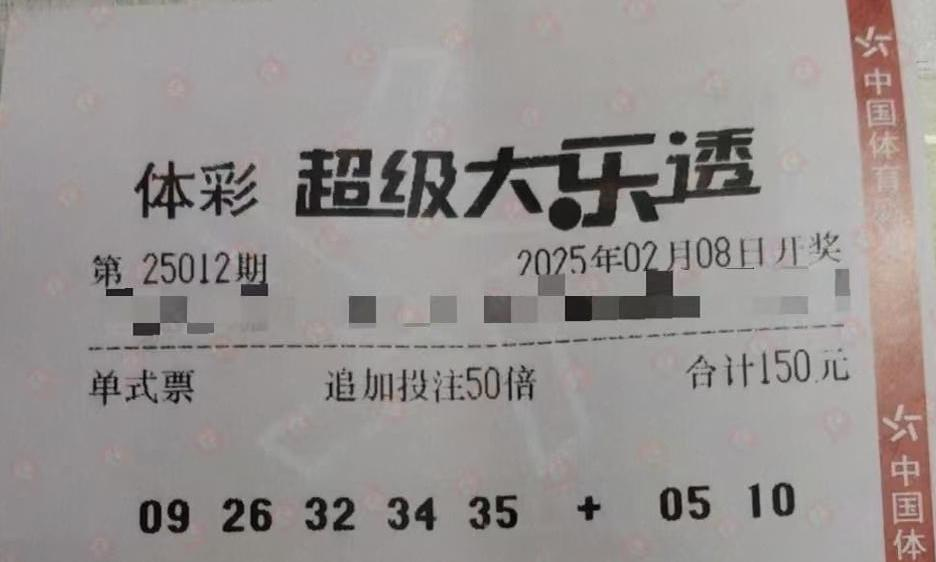 体彩 超级大乐透
第 25012期 2025年02月08日开奖
单式票 追加投注50倍 合计150元
09 26 32 34 35 + 05 10
中国体育
中国体